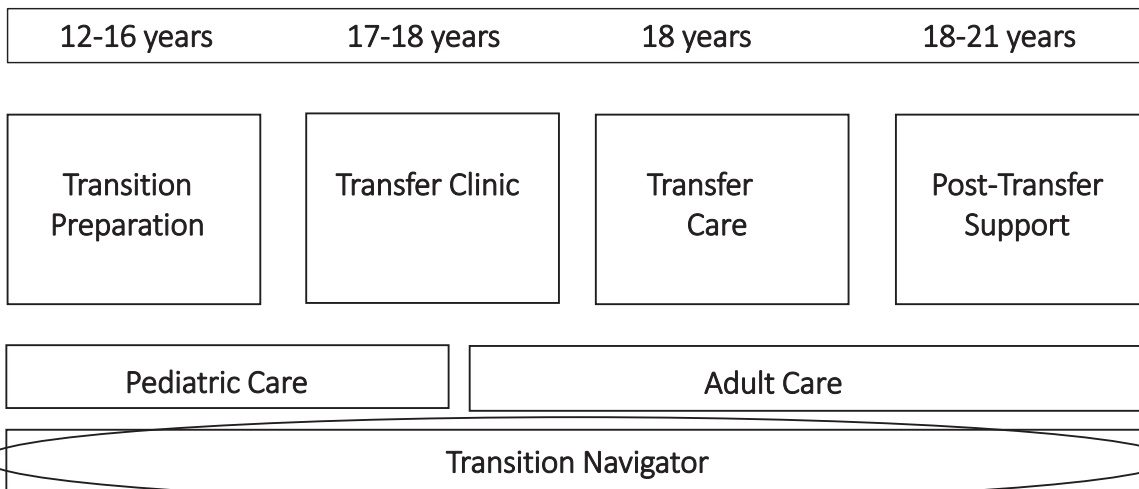 12-16 years 17-18 years 18 years 18-21 years
Transition
Preparation
Transfer Clinic
Transfer
Care
Post-Transfer
Support
Pediatric Care
Adult Care
Transition Navigator